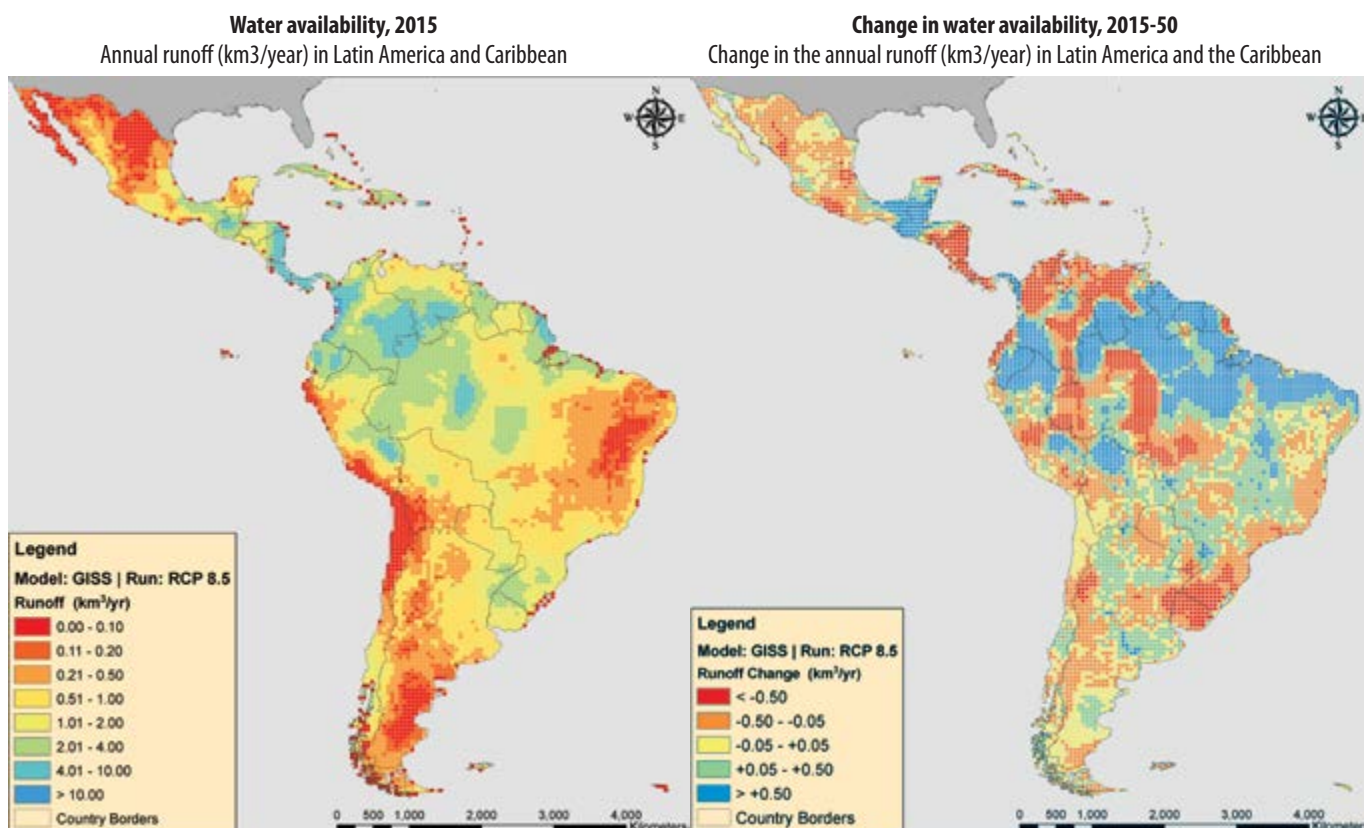 Water availability, 2015
Annual runoff (km3/year) in Latin America and Caribbean
N
W
E
S
Legend
Model: GISS | Run: RCP 8.5
Runoff (km³/yr)
0.00 - 0.10
0.11 - 0.20
0.21 - 0.50
0.51 - 1.00
1.01 - 2.00
2.01 - 4.00
4.01 - 10.00
> 10.00
Country Borders
0 500 1,000 2,000 3,000 4,000
Kilometers
Change in water availability, 2015-50
Change in the annual runoff (km3/year) in Latin America and the Caribbean
N
W
S
Legend
Model: GISS | Run: RCP 8.5
Runoff Change (km³/yr)
< -0.50
-0.50 - -0.05
-0.05 - +0.05
+0.05 - +0.50
> +0.50
Country Borders
0 500 1,000 2,000 3,000 4,000